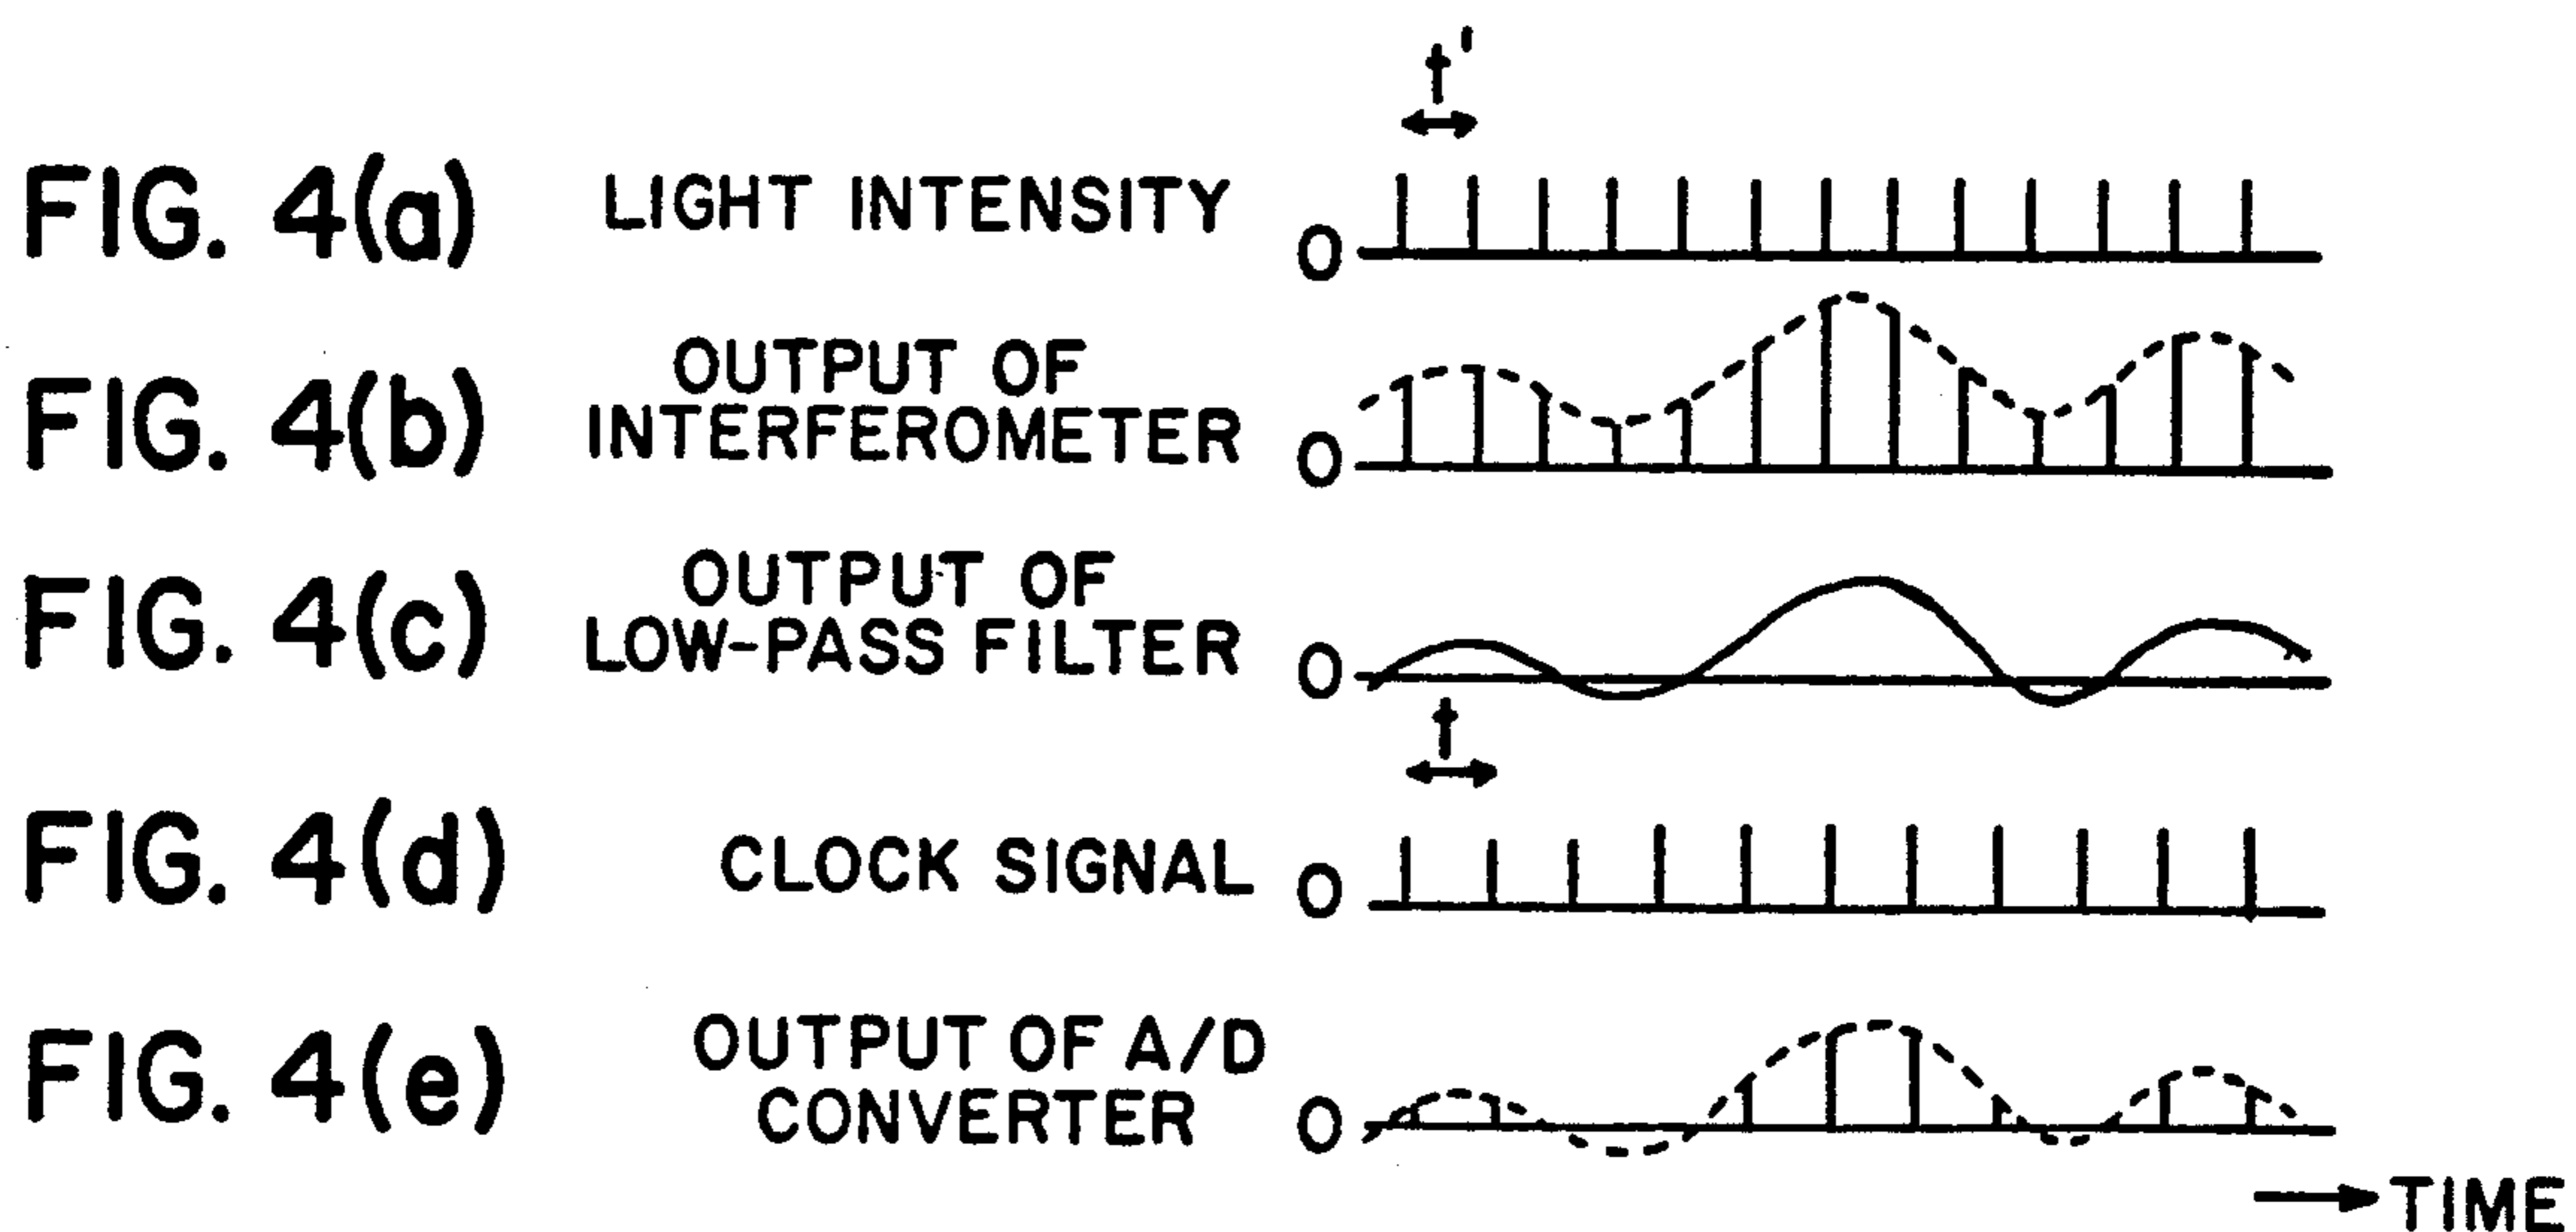 t'
FIG. 4(a) LIGHT INTENSITY 0
FIG. 4(b) OUTPUT OF
INTERFEROMETER 0
FIG. 4(c) OUTPUT OF
LOW-PASS FILTER 0
t
FIG. 4(d) CLOCK SIGNAL 0
FIG. 4(e) OUTPUT OF A/D
CONVERTER 0
TIME